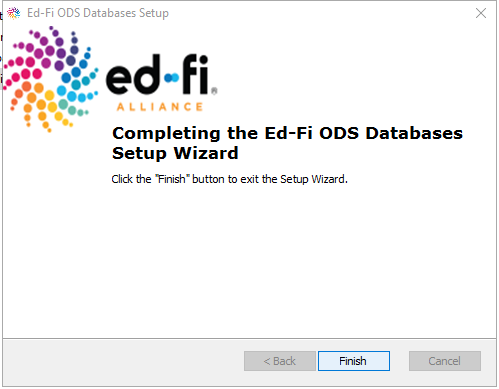 Ed-Fi ODS Databases Setup
ed-fi®
ALLIANCE
Completing the Ed-Fi ODS Databases
Setup Wizard
Click the "Finish" button to exit the Setup Wizard.
< Back Finish Cancel